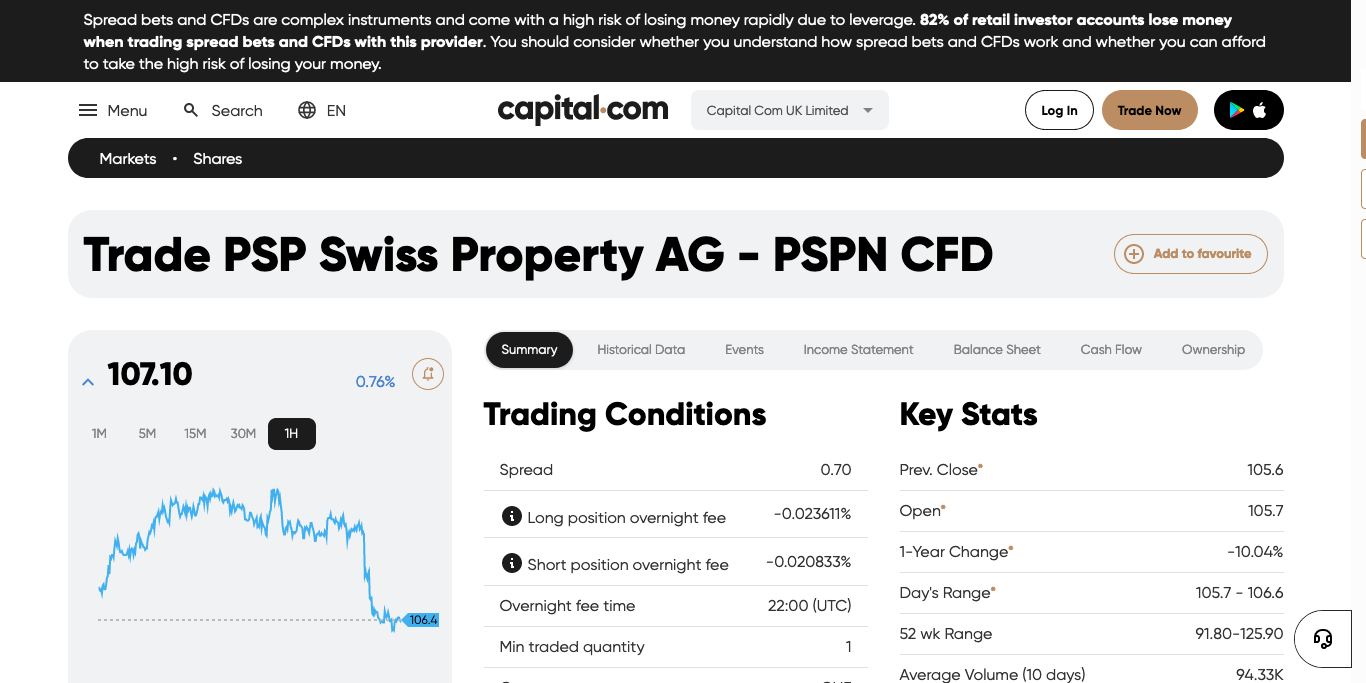 Spread bets and CFDs are complex instruments and come with a high risk of losing money rapidly due to leverage. 82% of retail investor accounts lose money
when trading spread bets and CFDs with this provider. You should consider whether you understand how spread bets and CFDs work and whether you can afford
to take the high risk of losing your money.
Menu
Search
EN
capital.com
Capital Com UK Limited
Log In
Trade Now
Markets • Shares
Trade PSP Swiss Property AG - PSPN CFD
Add to favourite
107.10
0.76%
1M
5M
15M
30M
1H
106.4
Summary
Historical Data
Events
Income Statement
Balance Sheet
Cash Flow
Ownership
Trading Conditions
Spread 0.70
Long position overnight fee -0.023611%
Short position overnight fee -0.020833%
Overnight fee time 22:00 (UTC)
Min traded quantity 1
Key Stats
Prev. Close* 105.6
Open* 105.7
1-Year Change* -10.04%
Day's Range* 105.7 - 106.6
52 wk Range 91.80-125.90
Average Volume (10 days) 94.33K